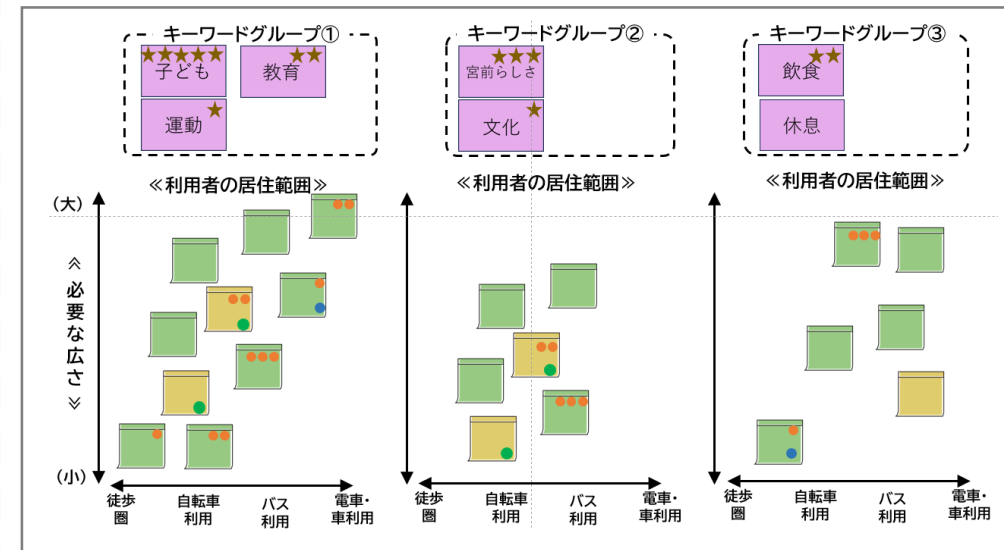 キーワードグループ①
子ども
教育
運動
キーワードグループ②
宮前らしさ
文化
キーワードグループ③
飲食
休息
≪利用者の居住範囲≫
≪利用者の居住範囲≫
≪利用者の居住範囲≫
（大）
≪必要な広さ≫
（小）
徒歩
圏
自転車
利用
バス
利用
電車・
車利用
徒歩
圏
自転車
利用
バス
利用
電車・
車利用
徒歩
圏
自転車
利用
バス
利用
電車・
車利用